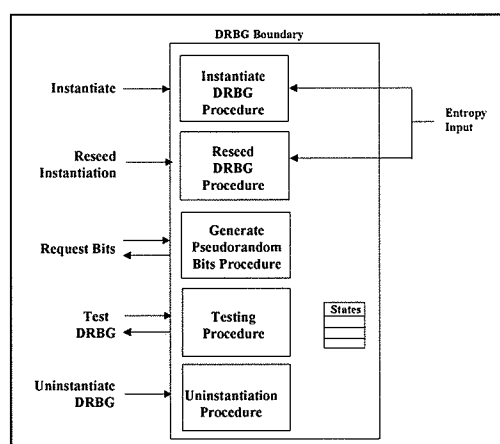 DRBG Boundary
Instantiate
Instantiate
DRBG
Procedure
Entropy
Input
Reseed
Instantiation
Reseed
DRBG
Procedure
Request Bits
Generate
Pseudorandom
Bits Procedure
Test
DRBG
Testing
Procedure
States
Uninstantiate
DRBG
Uninstantiation
Procedure